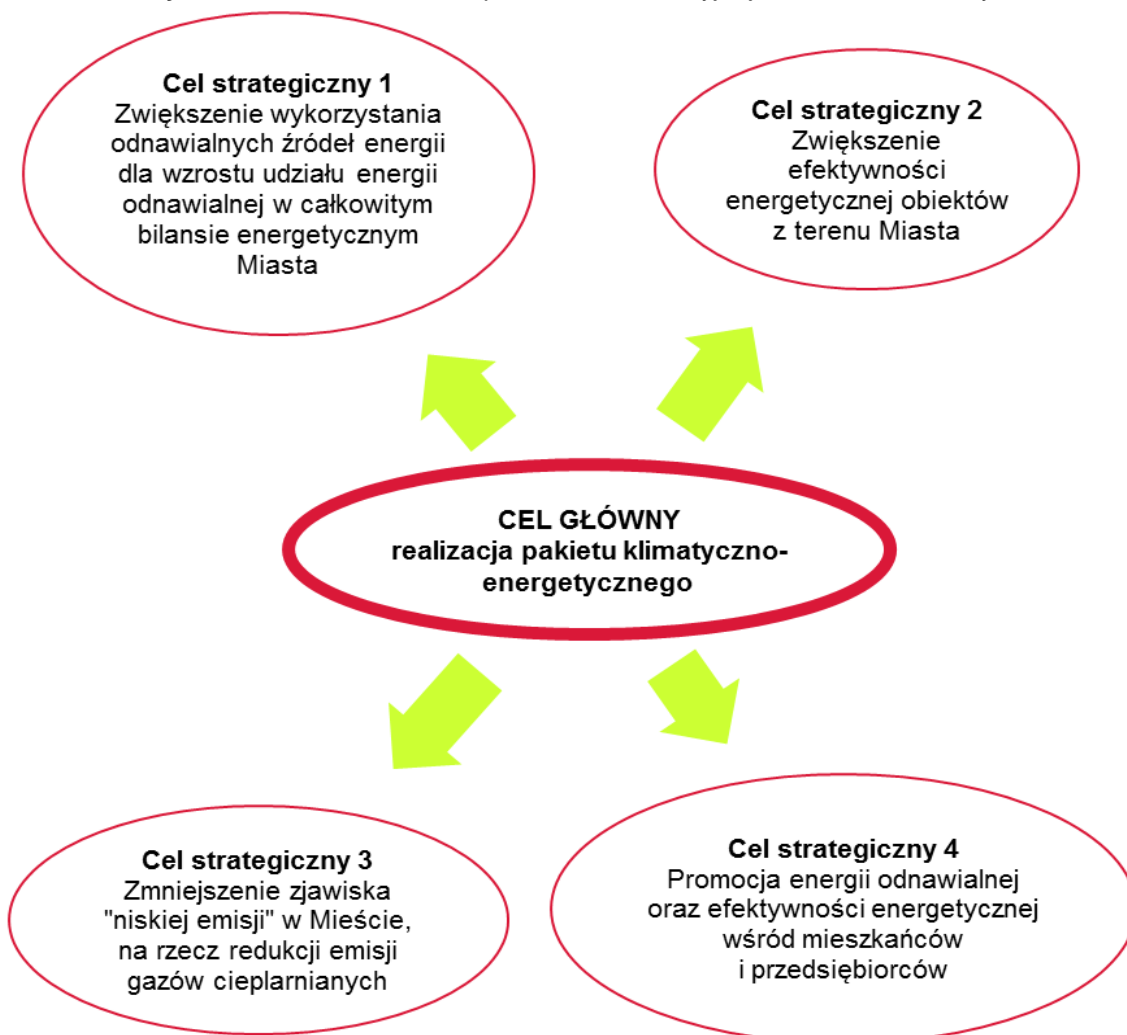 Cel strategiczny 1
Zwiększenie wykorzystania
odnawialnych źródeł energii
dla wzrostu udziału energii
odnawialnej w całkowitym
bilansie energetycznym
Miasta
Cel strategiczny 2
Zwiększenie
efektywności
energetycznej obiektów
z terenu Miasta
CEL GŁÓWNY
realizacja pakietu klimatyczno-
energetycznego
Cel strategiczny 3
Zmniejszenie zjawiska
"niskiej emisji" w Mieście,
na rzecz redukcji emisji
gazów cieplarnianych
Cel strategiczny 4
Promocja energii odnawialnej
oraz efektywności energetycznej
wśród mieszkańców
i przedsiębiorców